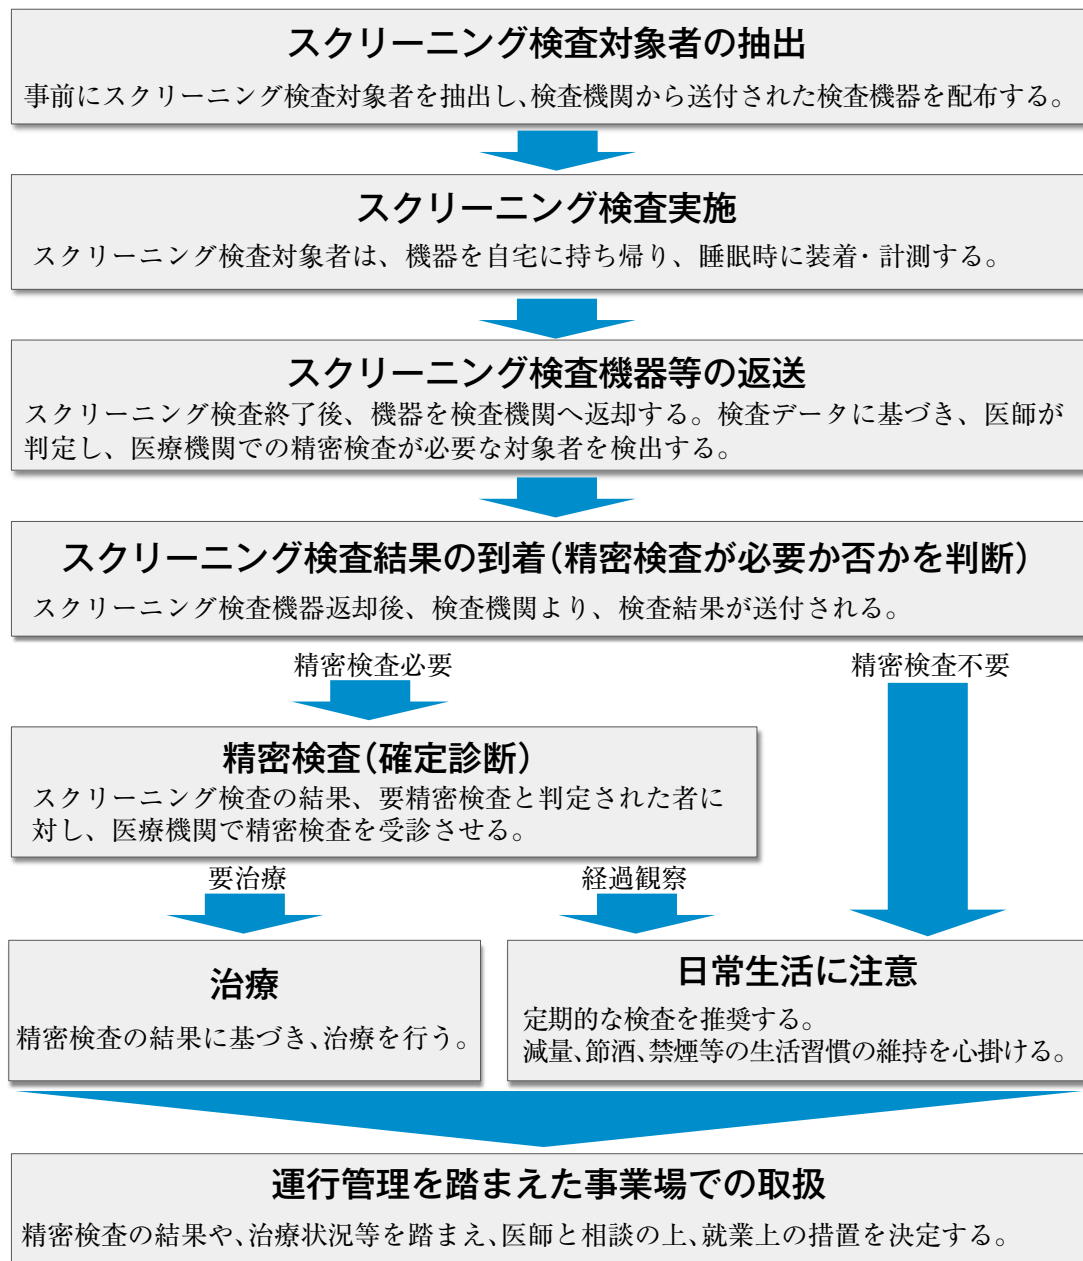 スクリーニング検査対象者の抽出
事前にスクリーニング検査対象者を抽出し、検査機関から送付された検査機器を配布する。
スクリーニング検査実施
スクリーニング検査対象者は、機器を自宅に持ち帰り、睡眠時に装着・計測する。
スクリーニング検査機器等の返送
スクリーニング検査終了後、機器を検査機関へ返却する。検査データに基づき、医師が
判定し、医療機関での精密検査が必要な対象者を検出する。
スクリーニング検査結果の到着(精密検査が必要か否かを判断)
スクリーニング検査機器返却後、検査機関より、検査結果が送付される。
精密検査必要
精密検査不要
精密検査(確定診断)
スクリーニング検査の結果、要精密検査と判定された者に
対し、医療機関で精密検査を受診させる。
要治療
経過観察
治療
精密検査の結果に基づき、治療を行う。
日常生活に注意
定期的な検査を推奨する。
減量、節酒、禁煙等の生活習慣の維持を心掛ける。
運行管理を踏まえた事業場での取扱
精密検査の結果や、治療状況等を踏まえ、医師と相談の上、就業上の措置を決定する。